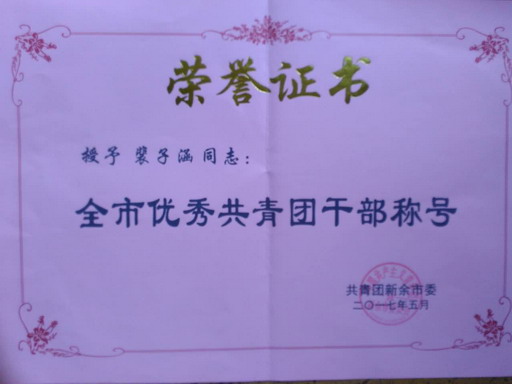 荣誉证书
授予 裴子涵同志：
全市优秀共青团干部称号
共青团新余市委
二〇一七年五月